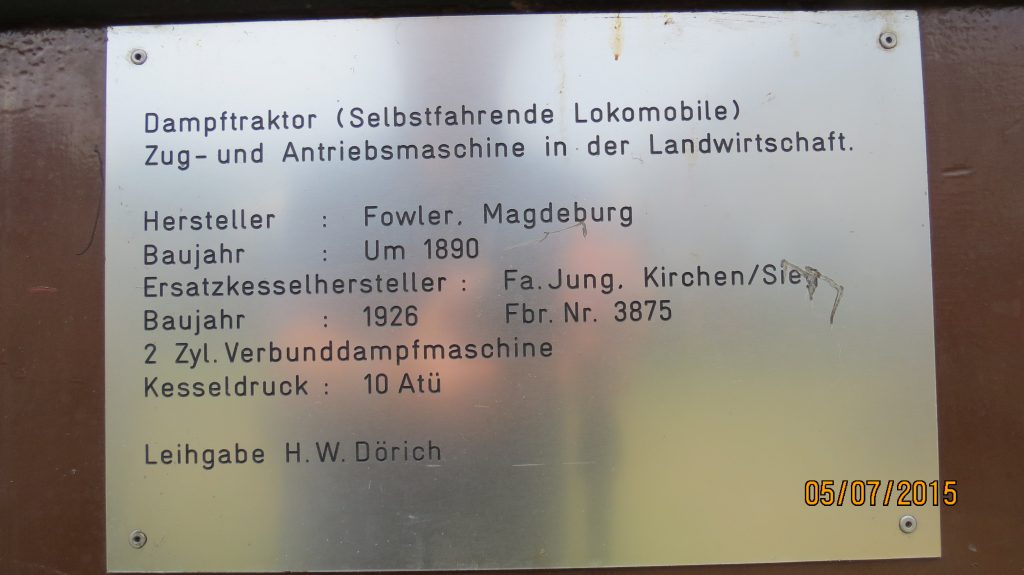 Dampftraktor (Selbstfahrende Lokomobile)
Zug- und Antriebsmaschine in der Landwirtschaft.
Hersteller : Fowler, Magdeburg
Baujahr : Um 1890
Ersatzkesselhersteller : Fa. Jung, Kirchen/
Baujahr : 1926 Fbr. Nr. 3875
2 Zyl. Verbunddampfmaschine
Kesseldruck : 10 Atü
Leihgabe H.W. Dörich
05/07/2015